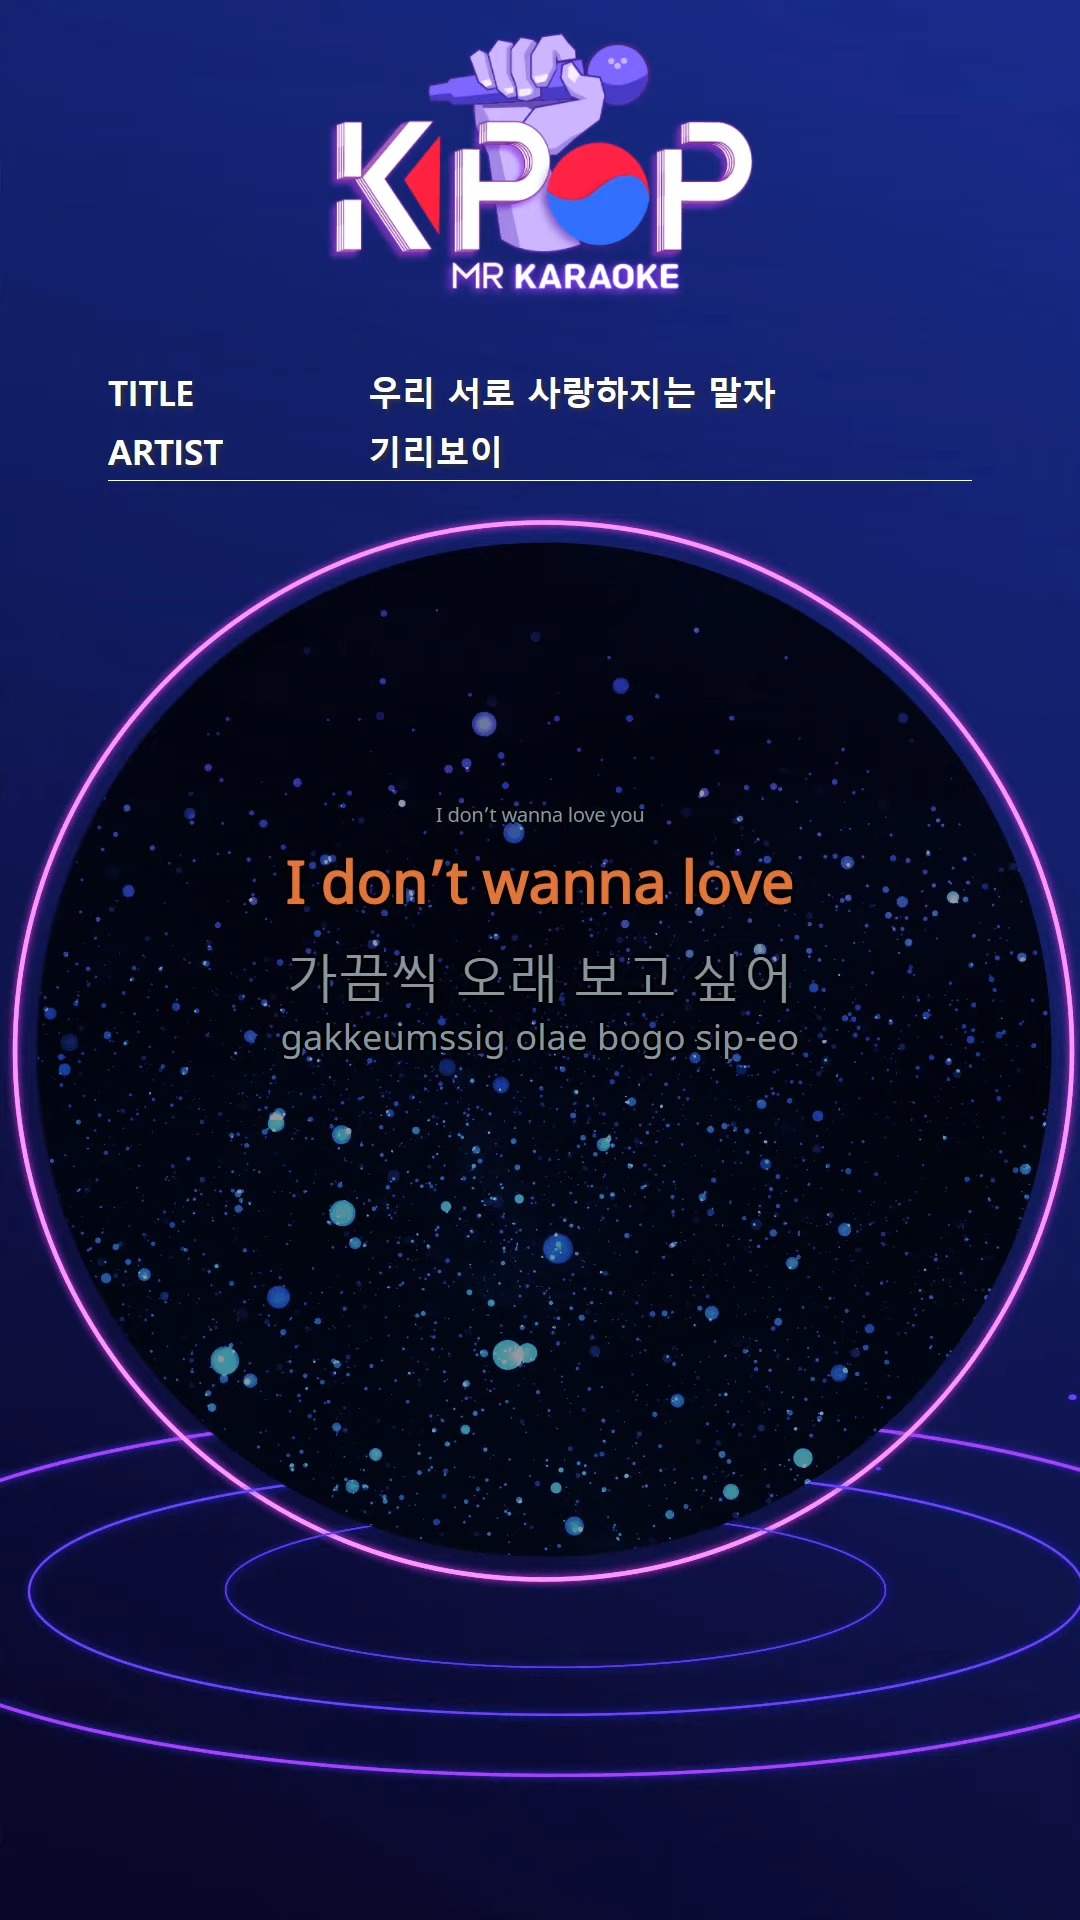 KPOP
MR KARAOKE
TITLE 우리 서로 사랑하지는 말자
ARTIST 기리보이
I don't wanna love you
I don't wanna love
가끔씩 오래 보고 싶어
gakkeumssig olae bogo sip-eo